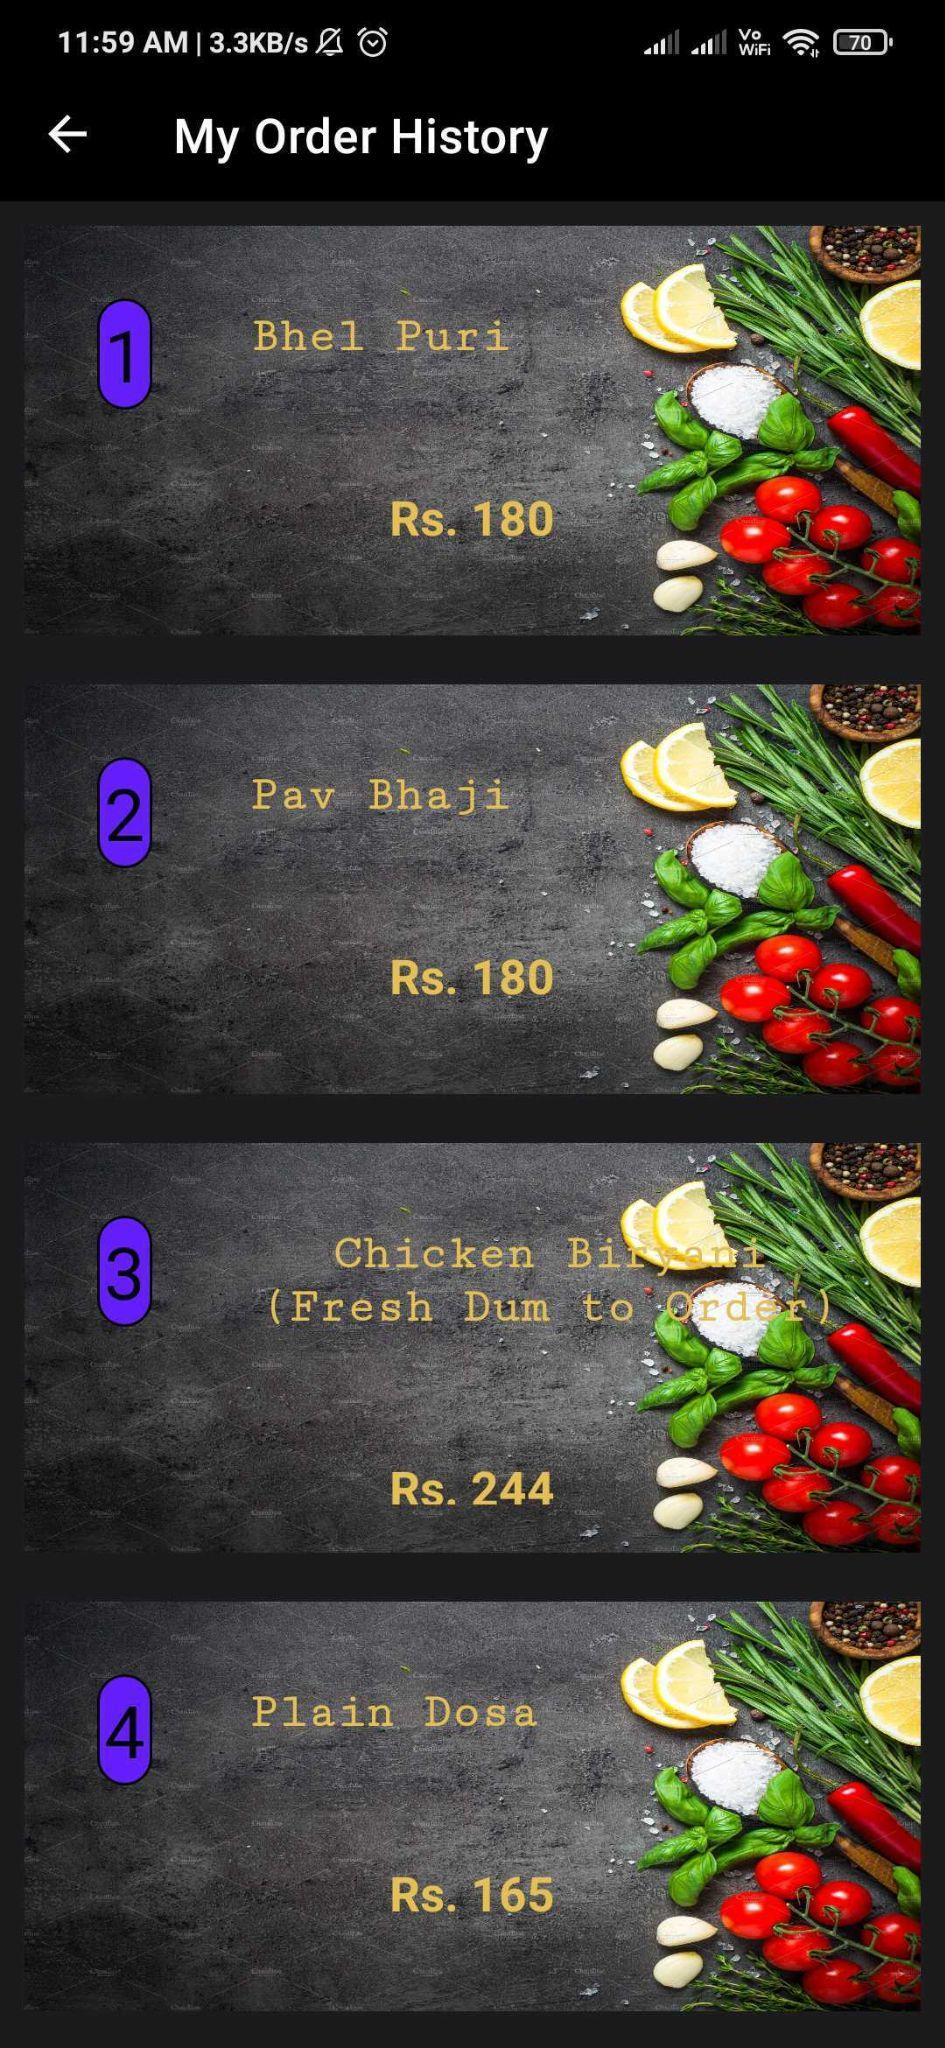 11:59 AM | 3.3KB/s Vo WiFi 70
My Order History
1
Bhel Puri
Rs. 180
2
Pav Bhaji
Rs. 180
3
Chicken Biryani
(Fresh Dum to Order)
Rs. 244
4
Plain Dosa
Rs. 165